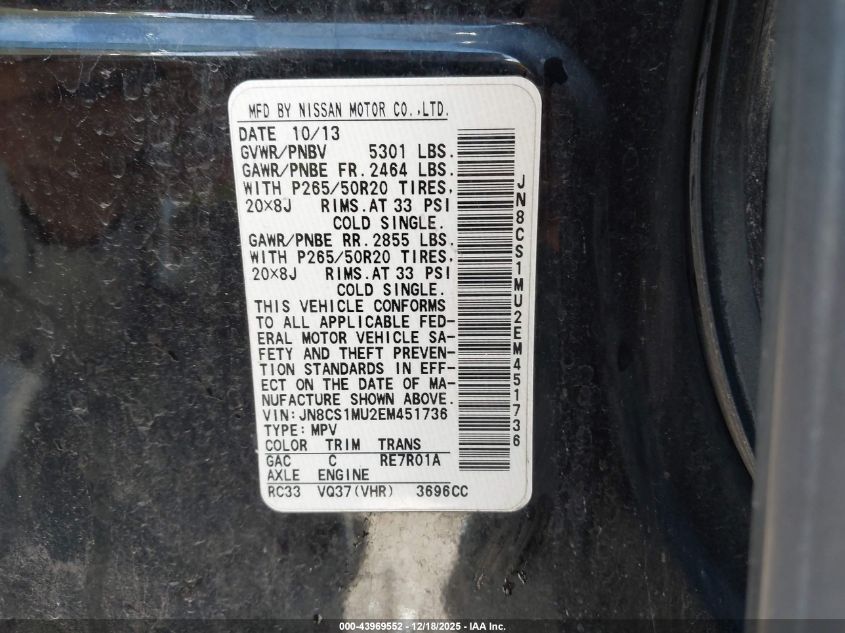 MFD BY NISSAN MOTOR CO.,LTD.
DATE 10/13
GVWR/PNBV 5301 LBS.
GAWR/PNBE FR. 2464 LBS.
WITH P265/50R20 TIRES,
20×8J RIMS.AT 33 PSI
COLD SINGLE.
GAWR/PNBE RR. 2855 LBS.
WITH P265/50R20 TIRES,
20×8J RIMS.AT 33 PSI
COLD SINGLE.
THIS VEHICLE CONFORMS
TO ALL APPLICABLE FED-
ERAL MOTOR VEHICLE SA-
FETY AND THEFT PREVEN-
TION STANDARDS IN EFF-
ECT ON THE DATE OF MA-
NUFACTURE SHOWN ABOVE.
VIN:JN8CS1MU2EM451736
TYPE: MPV
COLOR TRIM TRANS
GAC C RE7R01A
AXLE ENGINE
RC33 VQ37(VHR) 3696CC
JN8CS1MU2EM451736
000-43969552 - 12/18/2025 - IAA Inc.